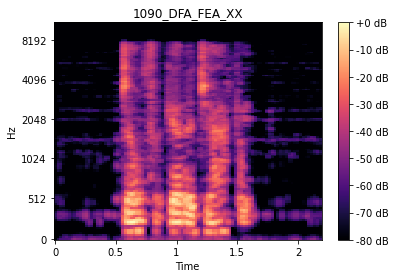 1090_DFA_FEA_XX
8192
4096
2048
1024
512
0
Hz
0
0.5
1
1.5
2
Time
+0 dB
-10 dB
-20 dB
-30 dB
-40 dB
-50 dB
-60 dB
-70 dB
-80 dB